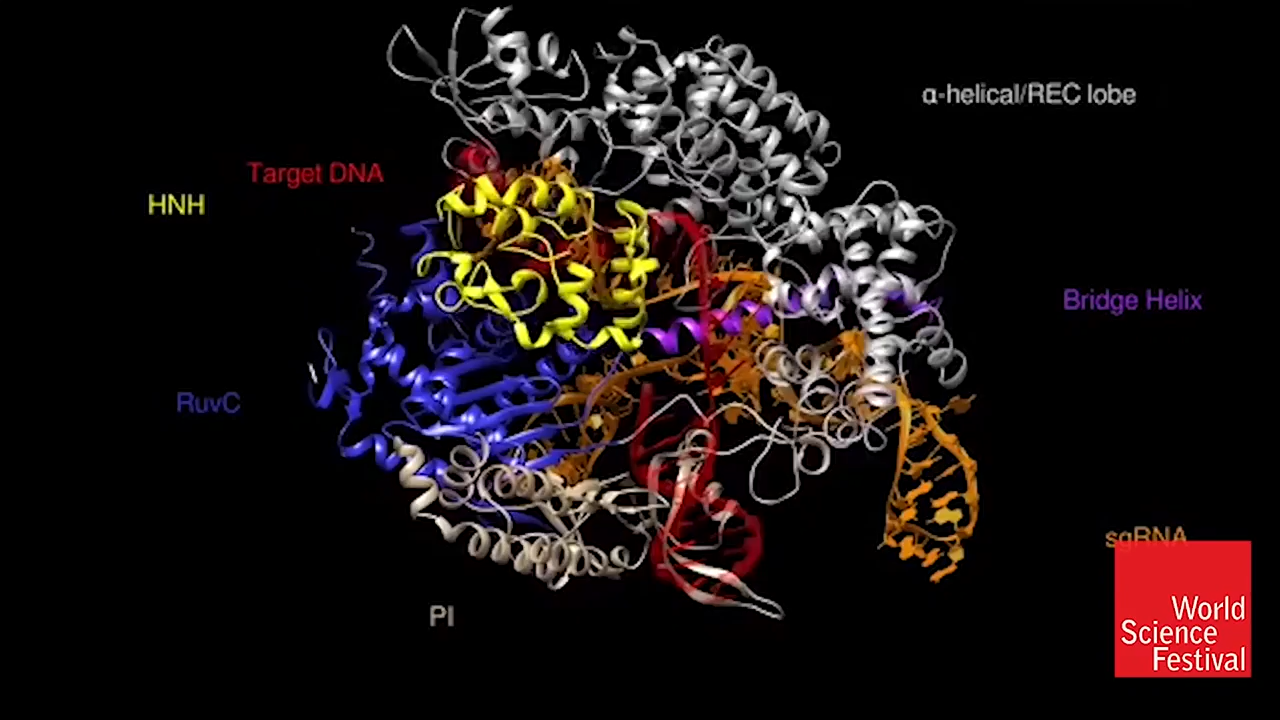 α-helical/REC lobe
Target DNA
HNH
Bridge Helix
RuvC
sgRNA
PI
World
Science
Festival